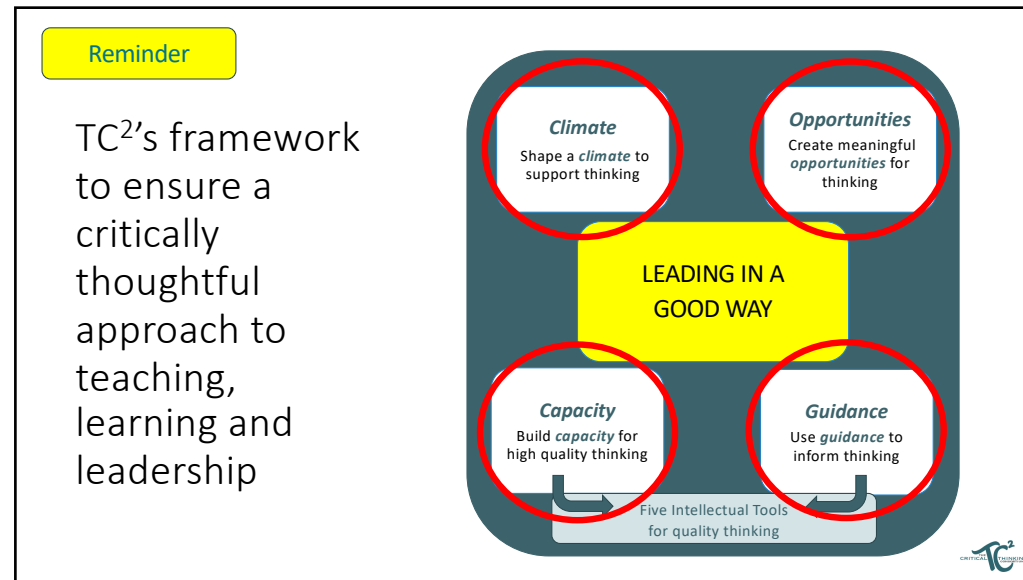 Reminder
TC²'s framework
to ensure a
critically
thoughtful
approach to
teaching,
learning and
leadership
Climate
Shape a climate to
support thinking
Opportunities
Create meaningful
opportunities for
thinking
LEADING IN A
GOOD WAY
Capacity
Build capacity for
high quality thinking
Guidance
Use guidance to
inform thinking
Five Intellectual Tools
for quality thinking
TC²
CRITICAL THINKING